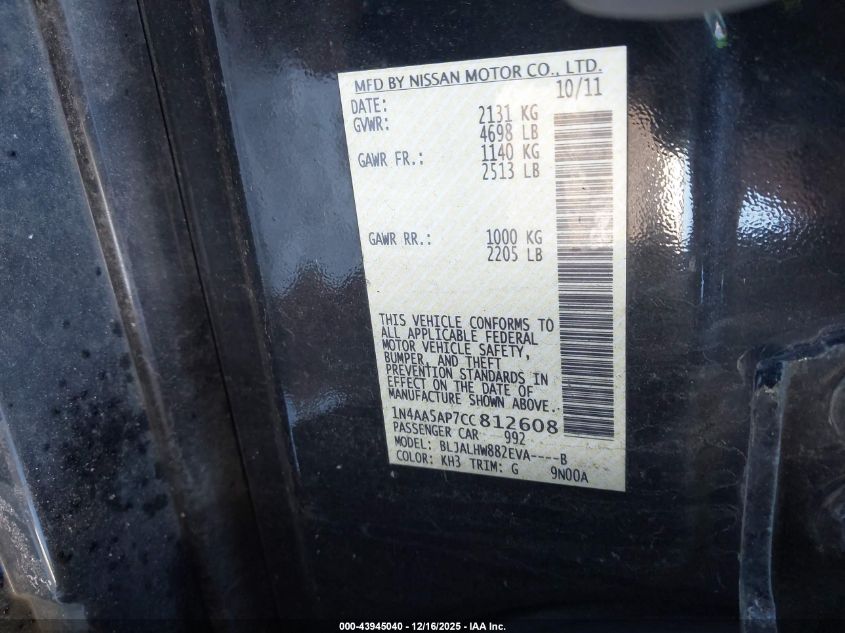 MFD BY NISSAN MOTOR CO., LTD.
DATE: 10/11
GVWR: 2131 KG
4698 LB
GAWR FR.: 1140 KG
2513 LB
GAWR RR.: 1000 KG
2205 LB
THIS VEHICLE CONFORMS TO
ALL APPLICABLE FEDERAL
MOTOR VEHICLE SAFETY,
BUMPER, AND THEFT
PREVENTION STANDARDS IN
EFFECT ON THE DATE OF
MANUFACTURE SHOWN ABOVE.
1N4AA5AP7CC812608
PASSENGER CAR 992
MODEL: BLJALHW882EVA----B
COLOR: KH3 TRIM: G 9N00A
000-43945040 - 12/16/2025 - IAA Inc.